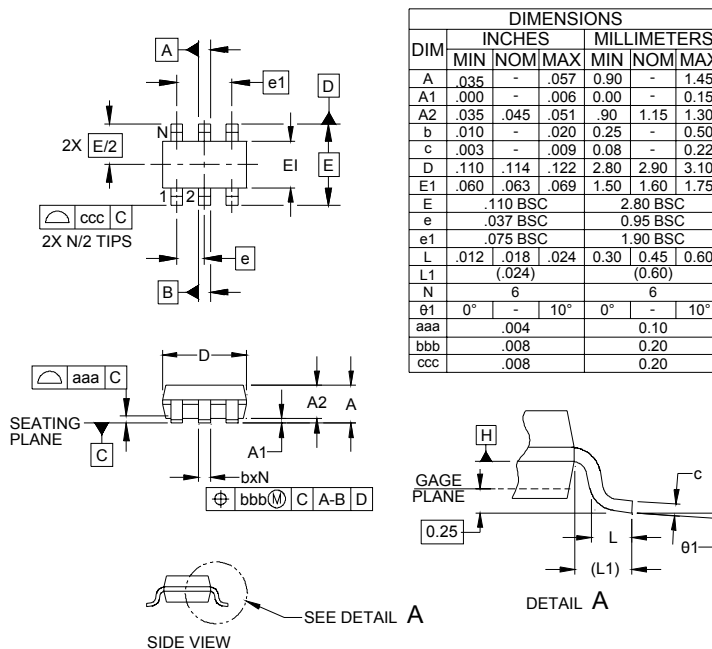 A
e1
D
2X E/2
N
EI
E
1 2
ccc C
2X N/2 TIPS
e
B
DIMENSIONS
DIM INCHES MILLIMETERS
MIN NOM MAX MIN NOM MAX
A .035 - .057 0.90 - 1.45
A1 .000 - .006 0.00 - 0.15
A2 .035 .045 .051 .90 1.15 1.30
b .010 - .020 0.25 - 0.50
c .003 - .009 0.08 - 0.22
D .110 .114 .122 2.80 2.90 3.10
E1 .060 .063 .069 1.50 1.60 1.75
E .110 BSC 2.80 BSC
e .037 BSC 0.95 BSC
e1 .075 BSC 1.90 BSC
L .012 .018 .024 0.30 0.45 0.60
L1 (.024) (0.60)
N 6 6
θ1 0° - 10° 0° - 10°
aaa .004 0.10
bbb .008 0.20
ccc .008 0.20
D
aaa C
A2 A
SEATING
PLANE
C
A1
bxN
⌖ bbbⓂ C A-B D
H
GAGE
PLANE
c
0.25
L
θ1
(L1)
DETAIL A
SEE DETAIL A
SIDE VIEW